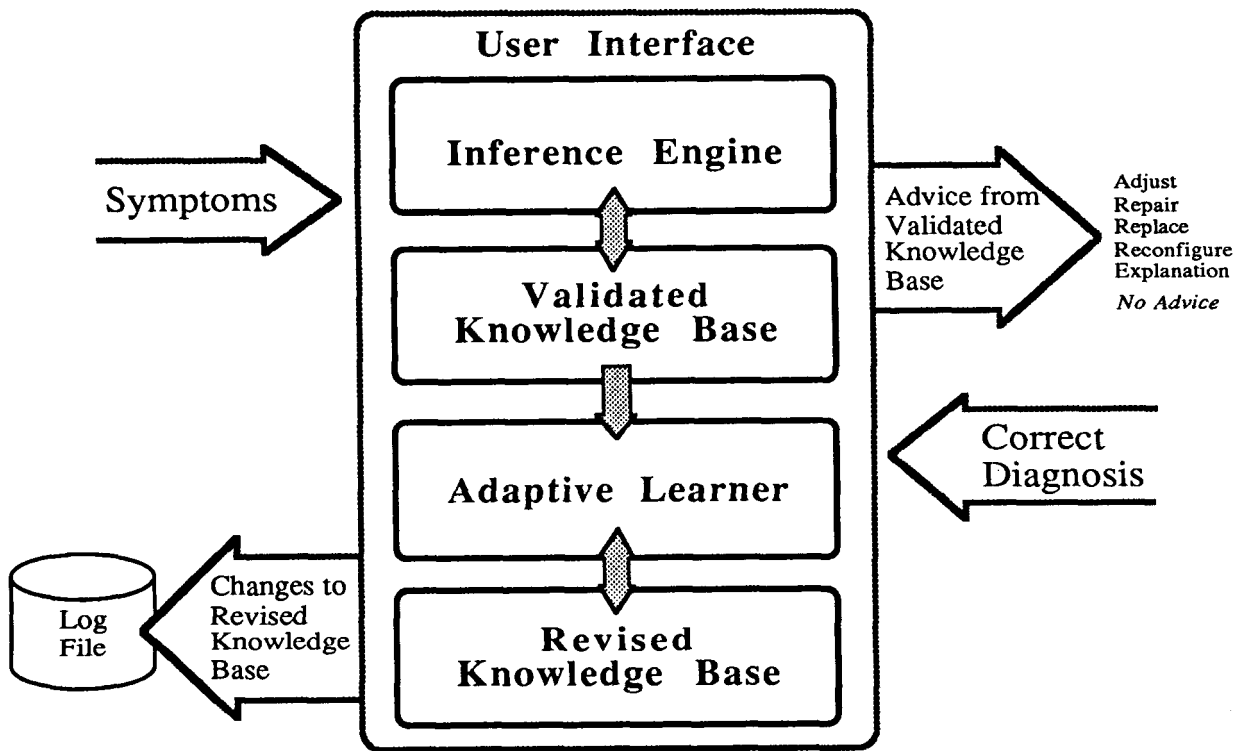 User Interface
Inference Engine
Symptoms
Advice from
Validated
Knowledge
Base
Adjust
Repair
Replace
Reconfigure
Explanation
No Advice
Validated
Knowledge Base
Adaptive Learner
Correct
Diagnosis
Log
File
Changes to
Revised
Knowledge
Base
Revised
Knowledge Base